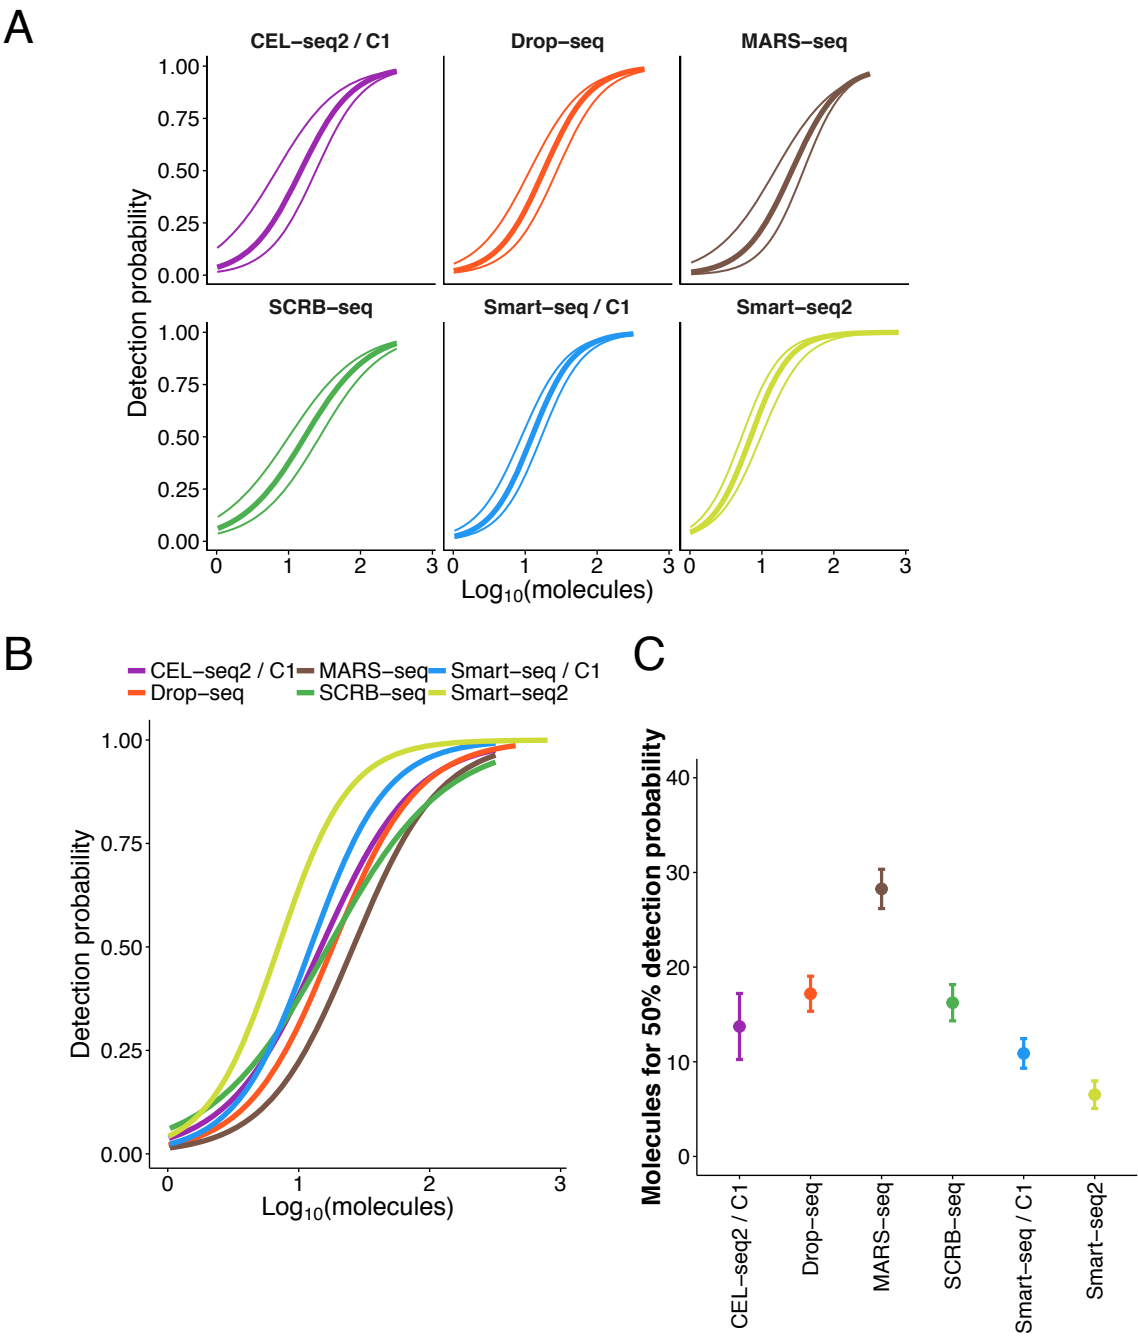 A
CEL–seq2 / C1 Drop–seq MARS–seq
1.00
0.75
0.50
0.25
0.00
Detection probability
SCRB–seq Smart–seq / C1 Smart–seq2
1.00
0.75
0.50
0.25
0.00
0 1 2 3 0 1 2 3 0 1 2 3
Log10(molecules)
B
CEL–seq2 / C1 MARS–seq Smart–seq / C1
Drop–seq SCRB–seq Smart–seq2
1.00
0.75
0.50
0.25
0.00
Detection probability
0 1 2 3
Log10(molecules)
C
Molecules for 50% detection probability
40
30
20
10
0
CEL–seq2 / C1
Drop–seq
MARS–seq
SCRB–seq
Smart–seq / C1
Smart–seq2